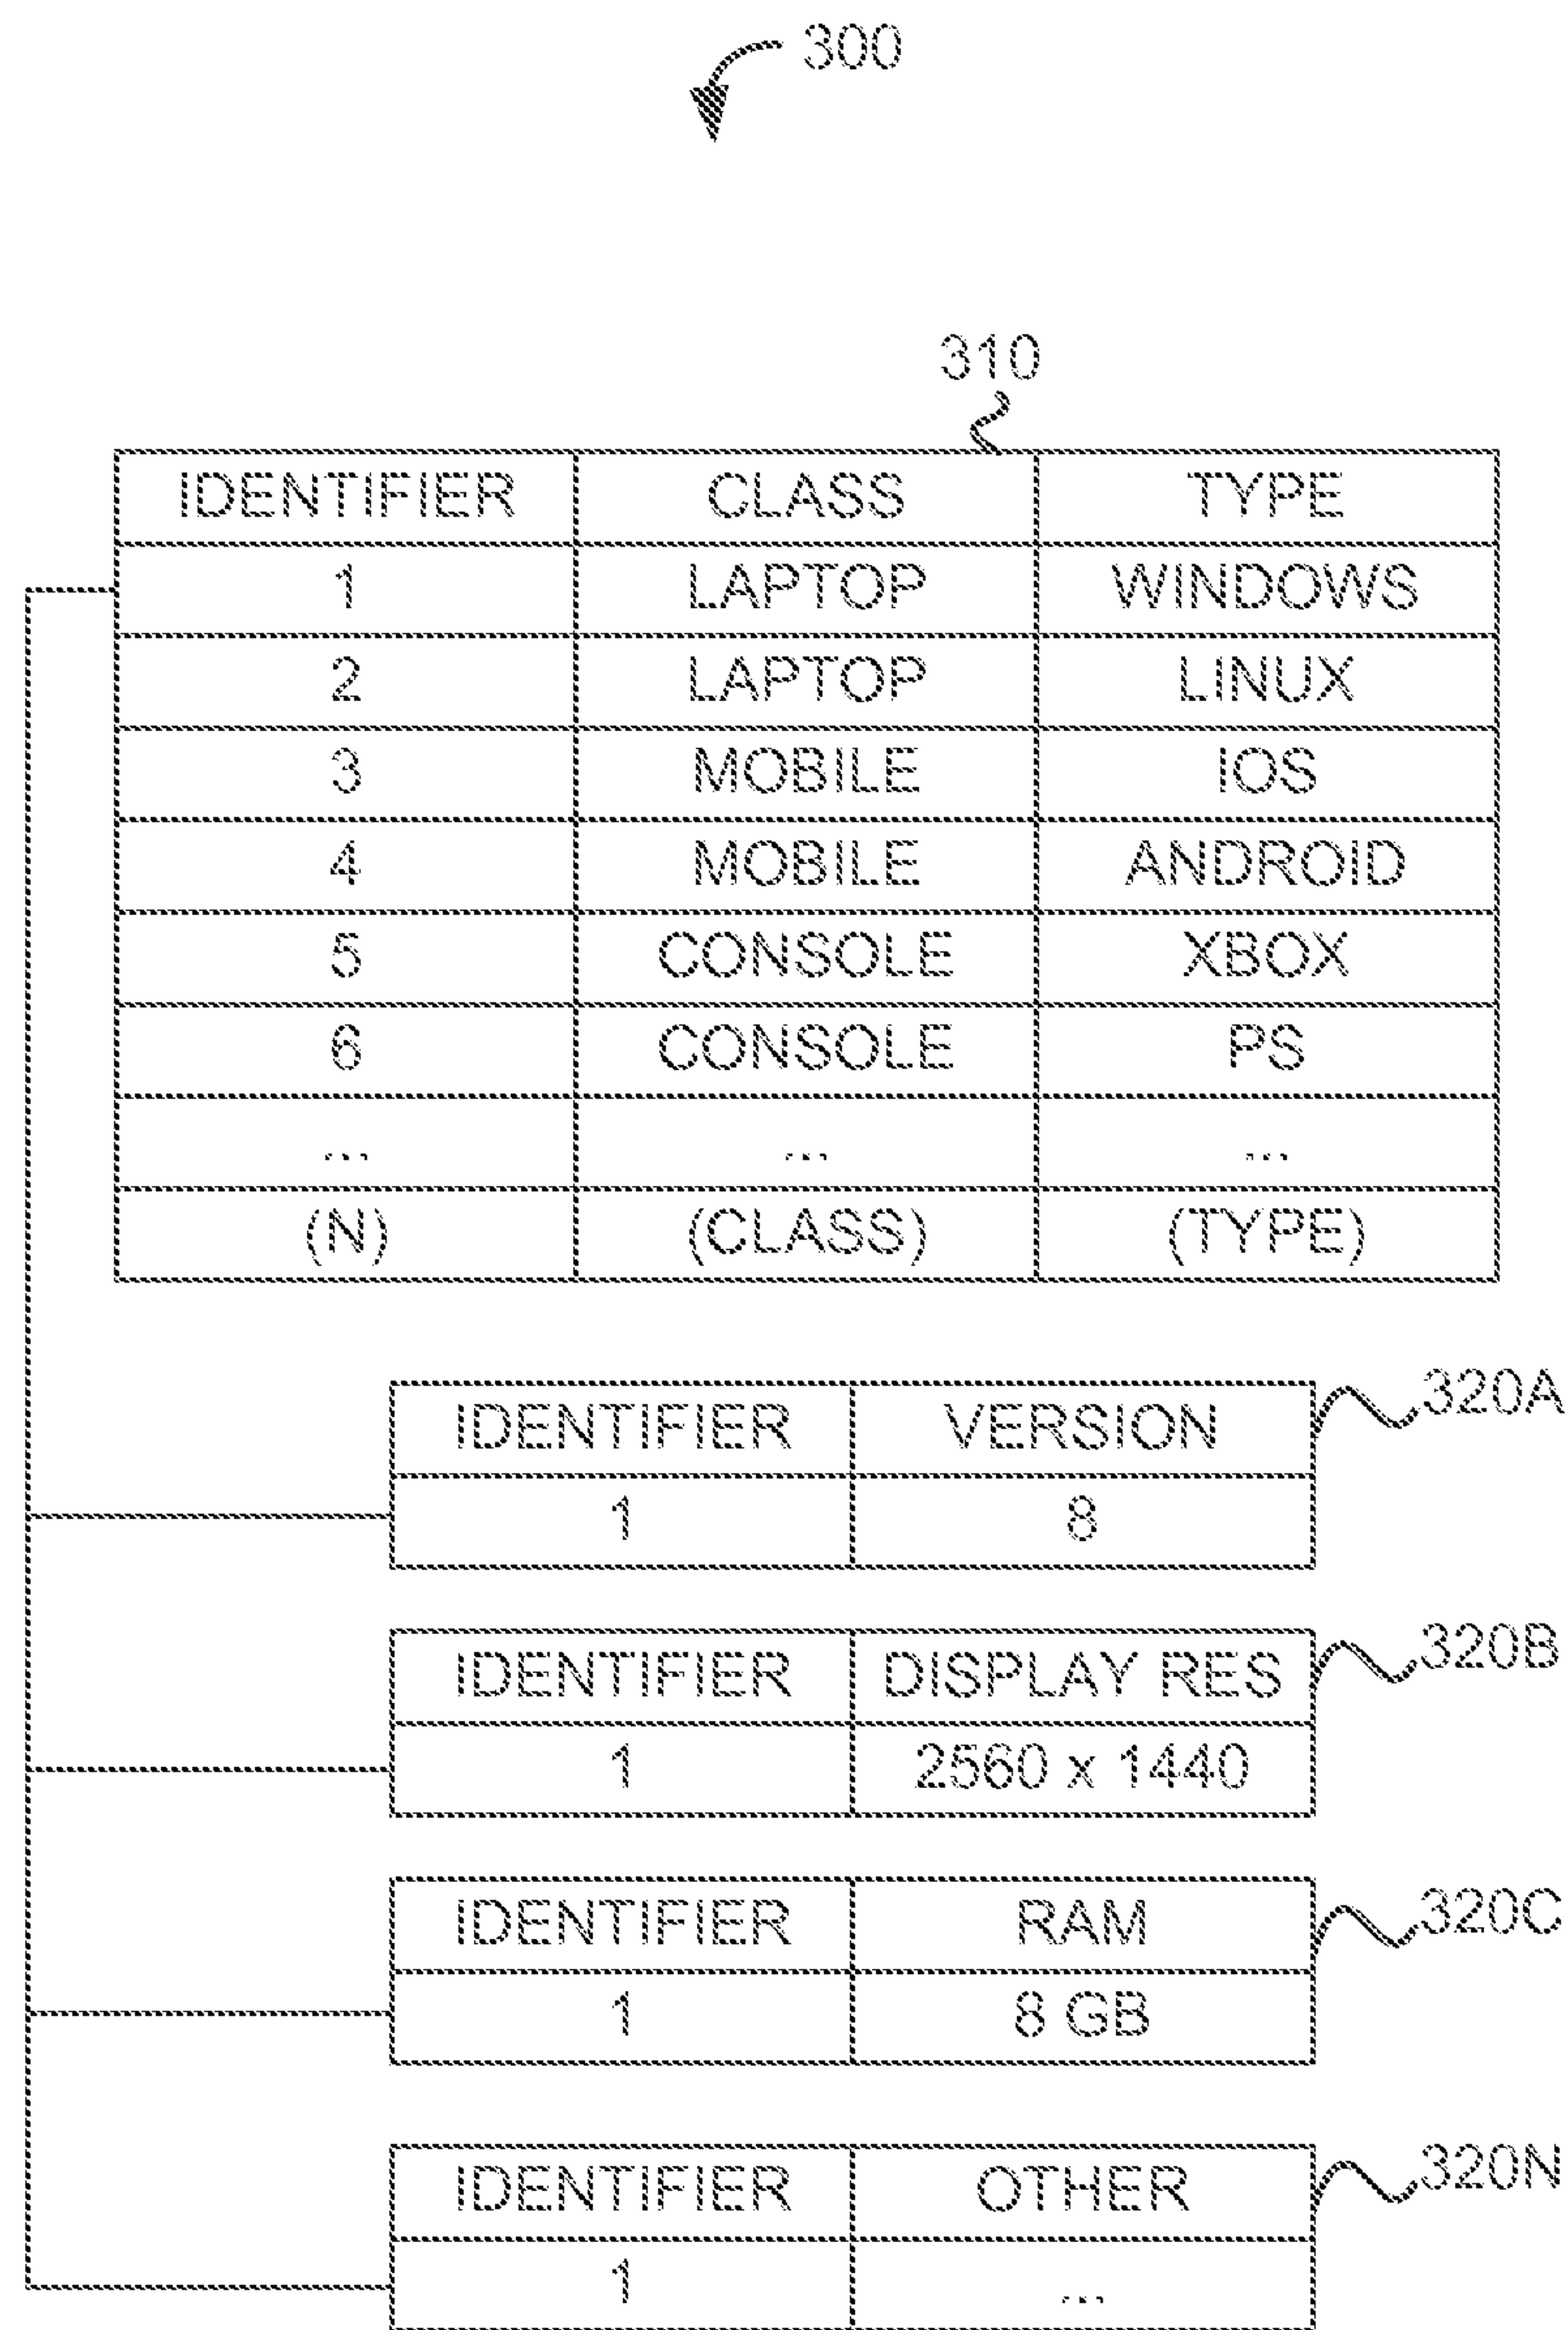 300
310
IDENTIFIER CLASS TYPE
1 LAPTOP WINDOWS
2 LAPTOP LINUX
3 MOBILE IOS
4 MOBILE ANDROID
5 CONSOLE XBOX
6 CONSOLE PS
... ... ...
(N) (CLASS) (TYPE)
IDENTIFIER VERSION 320A
1 8
IDENTIFIER DISPLAY RES 320B
1 2560 x 1440
IDENTIFIER RAM 320C
1 8 GB
IDENTIFIER OTHER 320N
1 ...